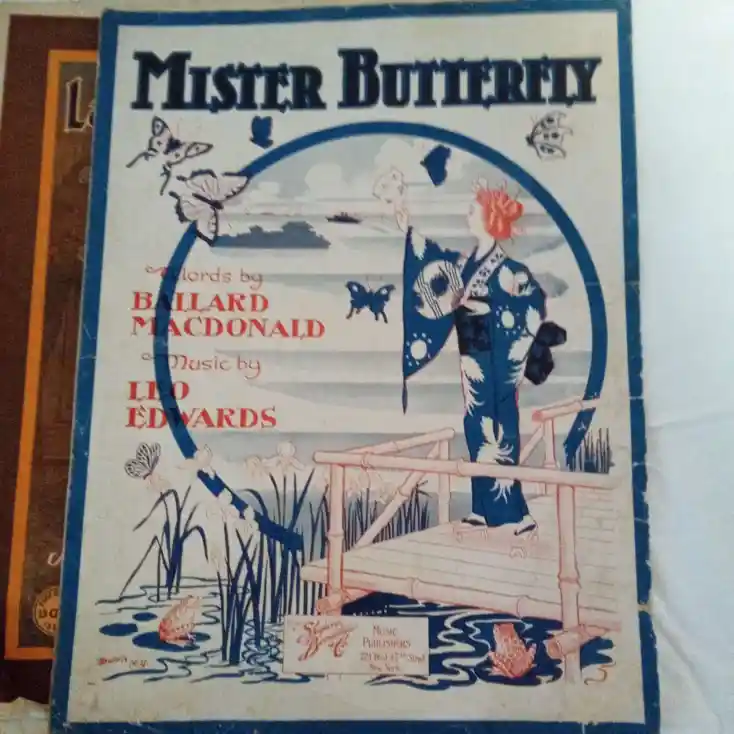 MISTER BUTTERFLY
Words by
BALLARD
MACDONALD
Music by
LEO
EDWARDS
Music
Publishers
New York